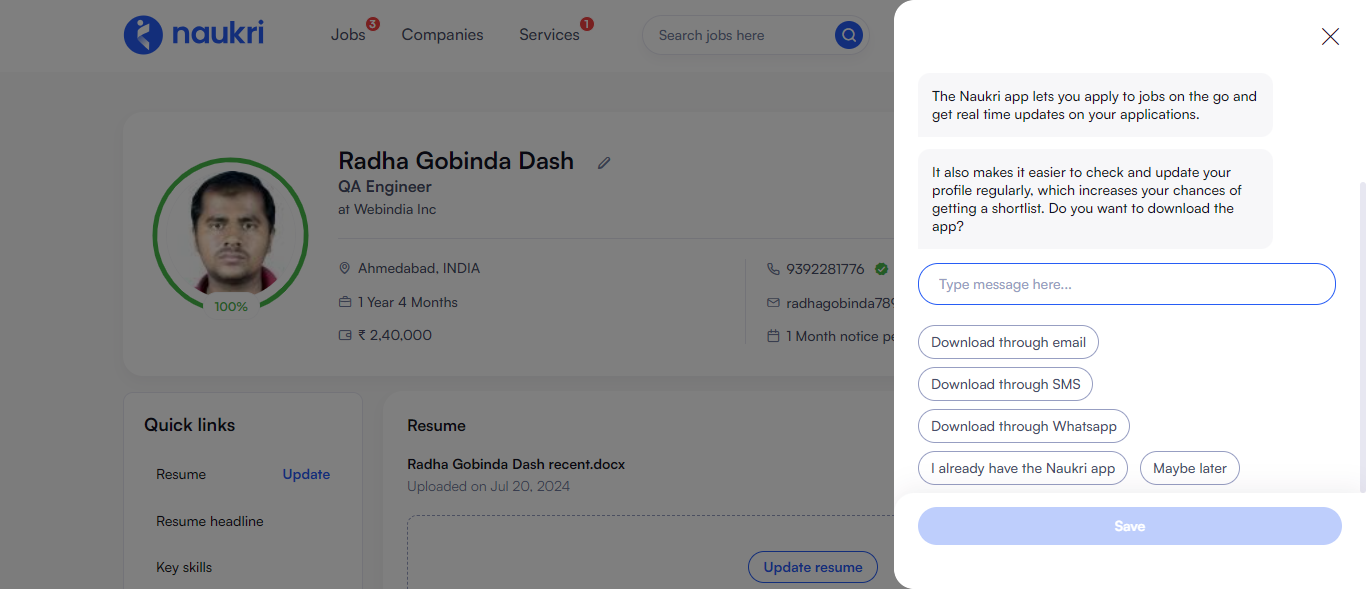 naukri
Jobs 3
Companies
Services 1
Search jobs here
Radha Gobinda Dash
QA Engineer
at Webindia Inc
Ahmedabad, INDIA
1 Year 4 Months
₹ 2,40,000
9392281776
radhagobinda789
1 Month notice pe
100%
Quick links
Resume
Update
Resume headline
Key skills
Resume
Radha Gobinda Dash recent.docx
Uploaded on Jul 20, 2024
Update resume
The Naukri app lets you apply to jobs on the go and
get real time updates on your applications.
It also makes it easier to check and update your
profile regularly, which increases your chances of
getting a shortlist. Do you want to download the
app?
Type message here...
Download through email
Download through SMS
Download through Whatsapp
I already have the Naukri app
Maybe later
Save